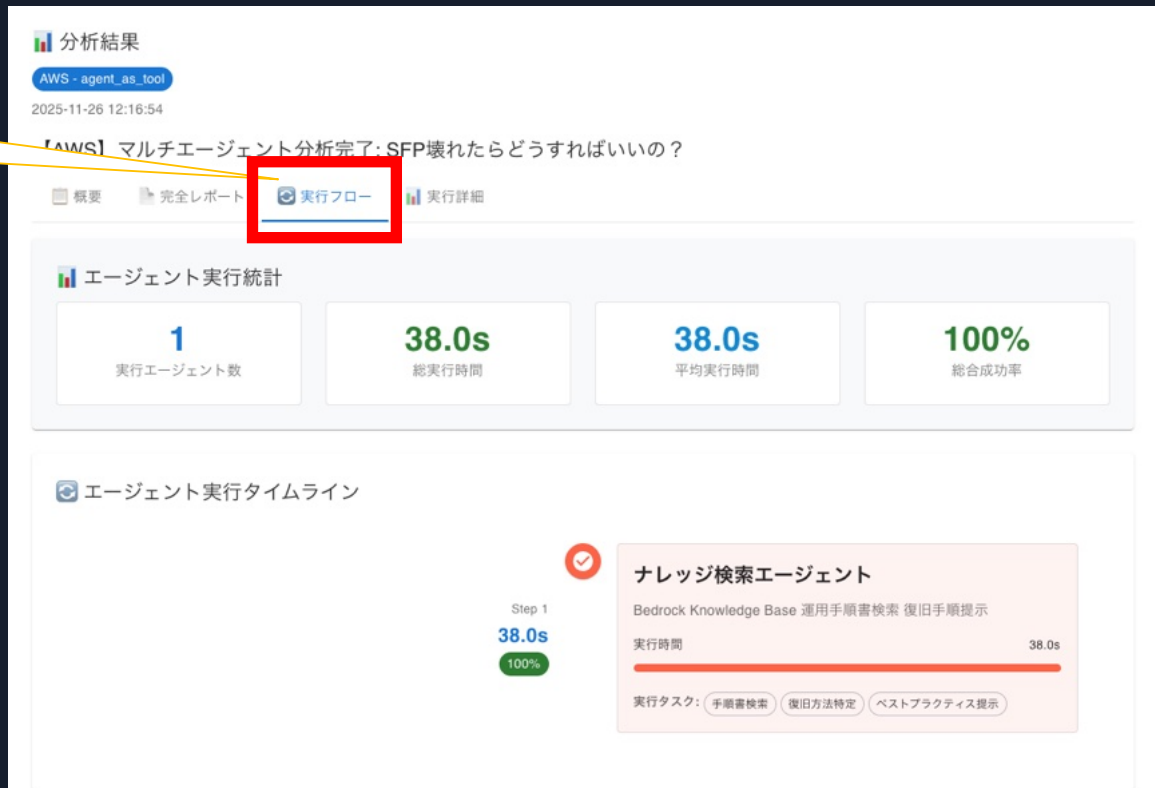 分析結果
AWS - agent_as_tool
2025-11-26 12:16:54
【AWS】マルチエージェント分析完了: SFP壊れたらどうすればいいの？
概要 完全レポート 実行フロー 実行詳細
エージェント実行統計
1 38.0s 38.0s 100%
実行エージェント数 総実行時間 平均実行時間 総合成功率
エージェント実行タイムライン
ナレッジ検索エージェント
Step 1
Bedrock Knowledge Base 運用手順書検索 復旧手順提示
38.0s
実行時間 38.0s
100%
実行タスク: 手順書検索 復旧方法特定 ベストプラクティス提示